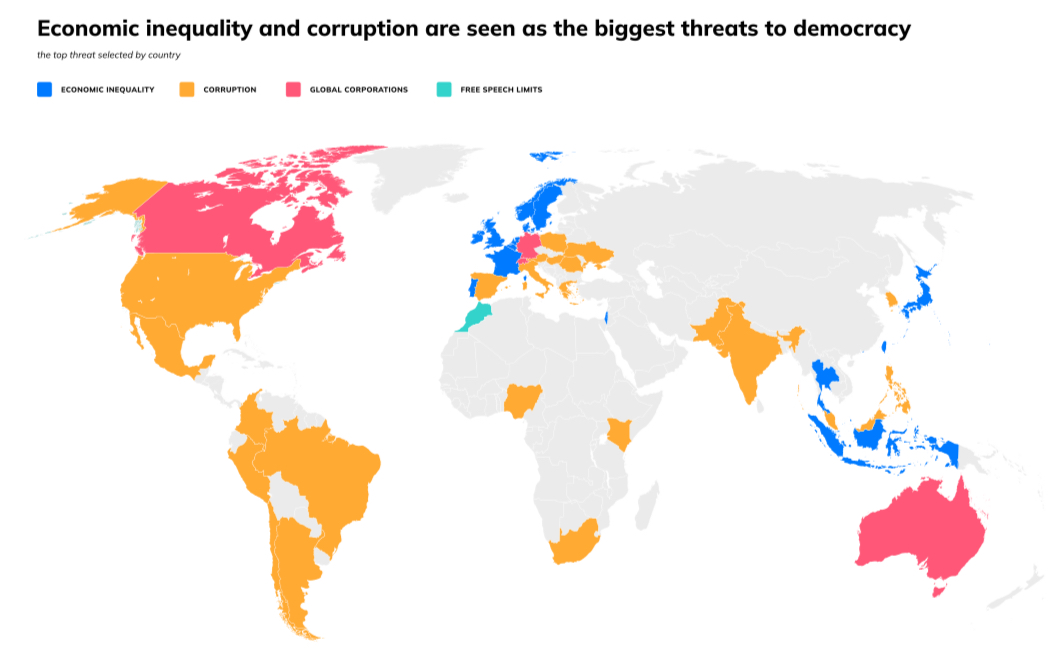 Economic inequality and corruption are seen as the biggest threats to democracy
the top threat selected by country
ECONOMIC INEQUALITY CORRUPTION GLOBAL CORPORATIONS FREE SPEECH LIMITS